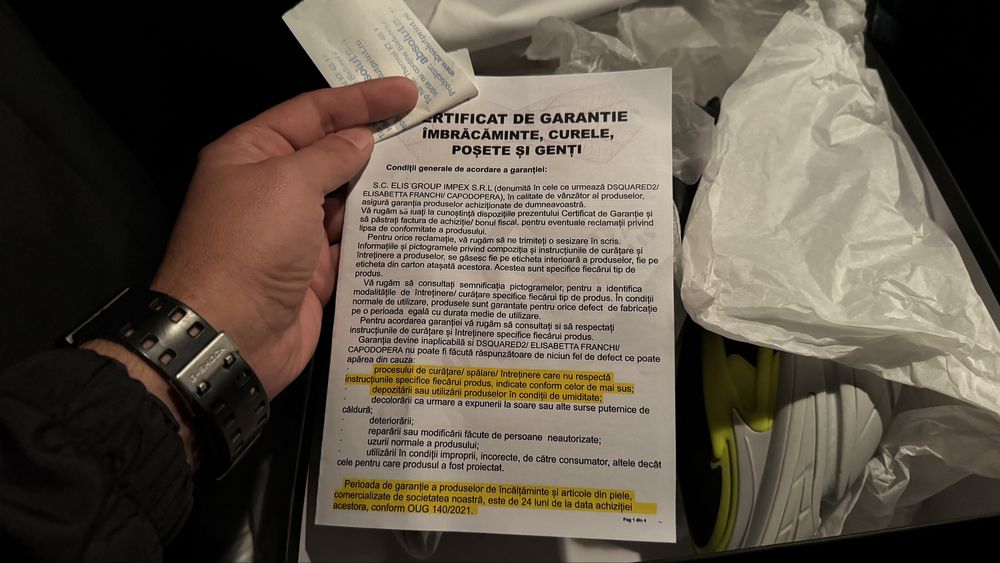 Producător absolut
www.absolutprint.ro
ERTIFICAT DE GARANTIE
ÎMBRĂCĂMINTE, CURELE,
POȘETE ȘI GENȚI
Condiții generale de acordare a garanției:
S.C. ELIS GROUP IMPEX S.R.L (denumită în cele ce urmează DSQUARED2/
ELISABETTA FRANCHI/ CAPODOPERA), în calitate de vânzător al produselor,
asigură garanția produselor achiziționate de dumneavoastră.
Vă rugăm să luați la cunoștință dispozițiile prezentului Certificat de Garanție și
să păstrați factura de achiziție/ bonul fiscal, pentru eventuale reclamații privind
lipsa de conformitate a produsului.
Pentru orice reclamație, vă rugăm să ne trimiteți o sesizare în scris.
Informațiile și pictogramele privind compoziția și instrucțiunile de curățare și
întreținere a produselor, se găsesc fie pe eticheta interioară a produselor, fie pe
eticheta din carton atașată acestora. Acestea sunt specifice fiecărui tip de
produs.
Vă rugăm să consultați semnificația pictogramelor, pentru a identifica
modalitățile de întreținere/ curățare specifice fiecărui tip de produs. În condiții
normale de utilizare, produsele sunt garantate pentru orice defect de fabricație
pe o perioada egală cu durata medie de utilizare.
Pentru acordarea garanției vă rugăm să consultați si să respectați
instrucțiunile de curățare și întreținere specifice fiecărui produs.
Garanția devine inaplicabilă si DSQUARED2/ ELISABETTA FRANCHI/
CAPODOPERA nu poate fi făcută răspunzătoare de niciun fel de defect ce poate
apărea din cauza:
· procesului de curățare/ spălare/ întreținere care nu respectă
instrucțiunile specifice fiecărui produs, indicate conform celor de mai sus;
· depozitării sau utilizării produselor în condiții de umiditate;
· decolorării ca urmare a expunerii la soare sau alte surse puternice de
căldură;
· deteriorării;
· reparării sau modificării făcute de persoane neautorizate;
· uzurii normale a produsului;
· utilizării în condiții improprii, incorecte, de către consumator, altele decât
cele pentru care produsul a fost proiectat.
Perioada de garanție a produselor de încălțăminte și articole din piele,
comercializate de societatea noastră, este de 24 luni de la data achiziției
acestora, conform OUG 140/2021.
Pag 1 din 4